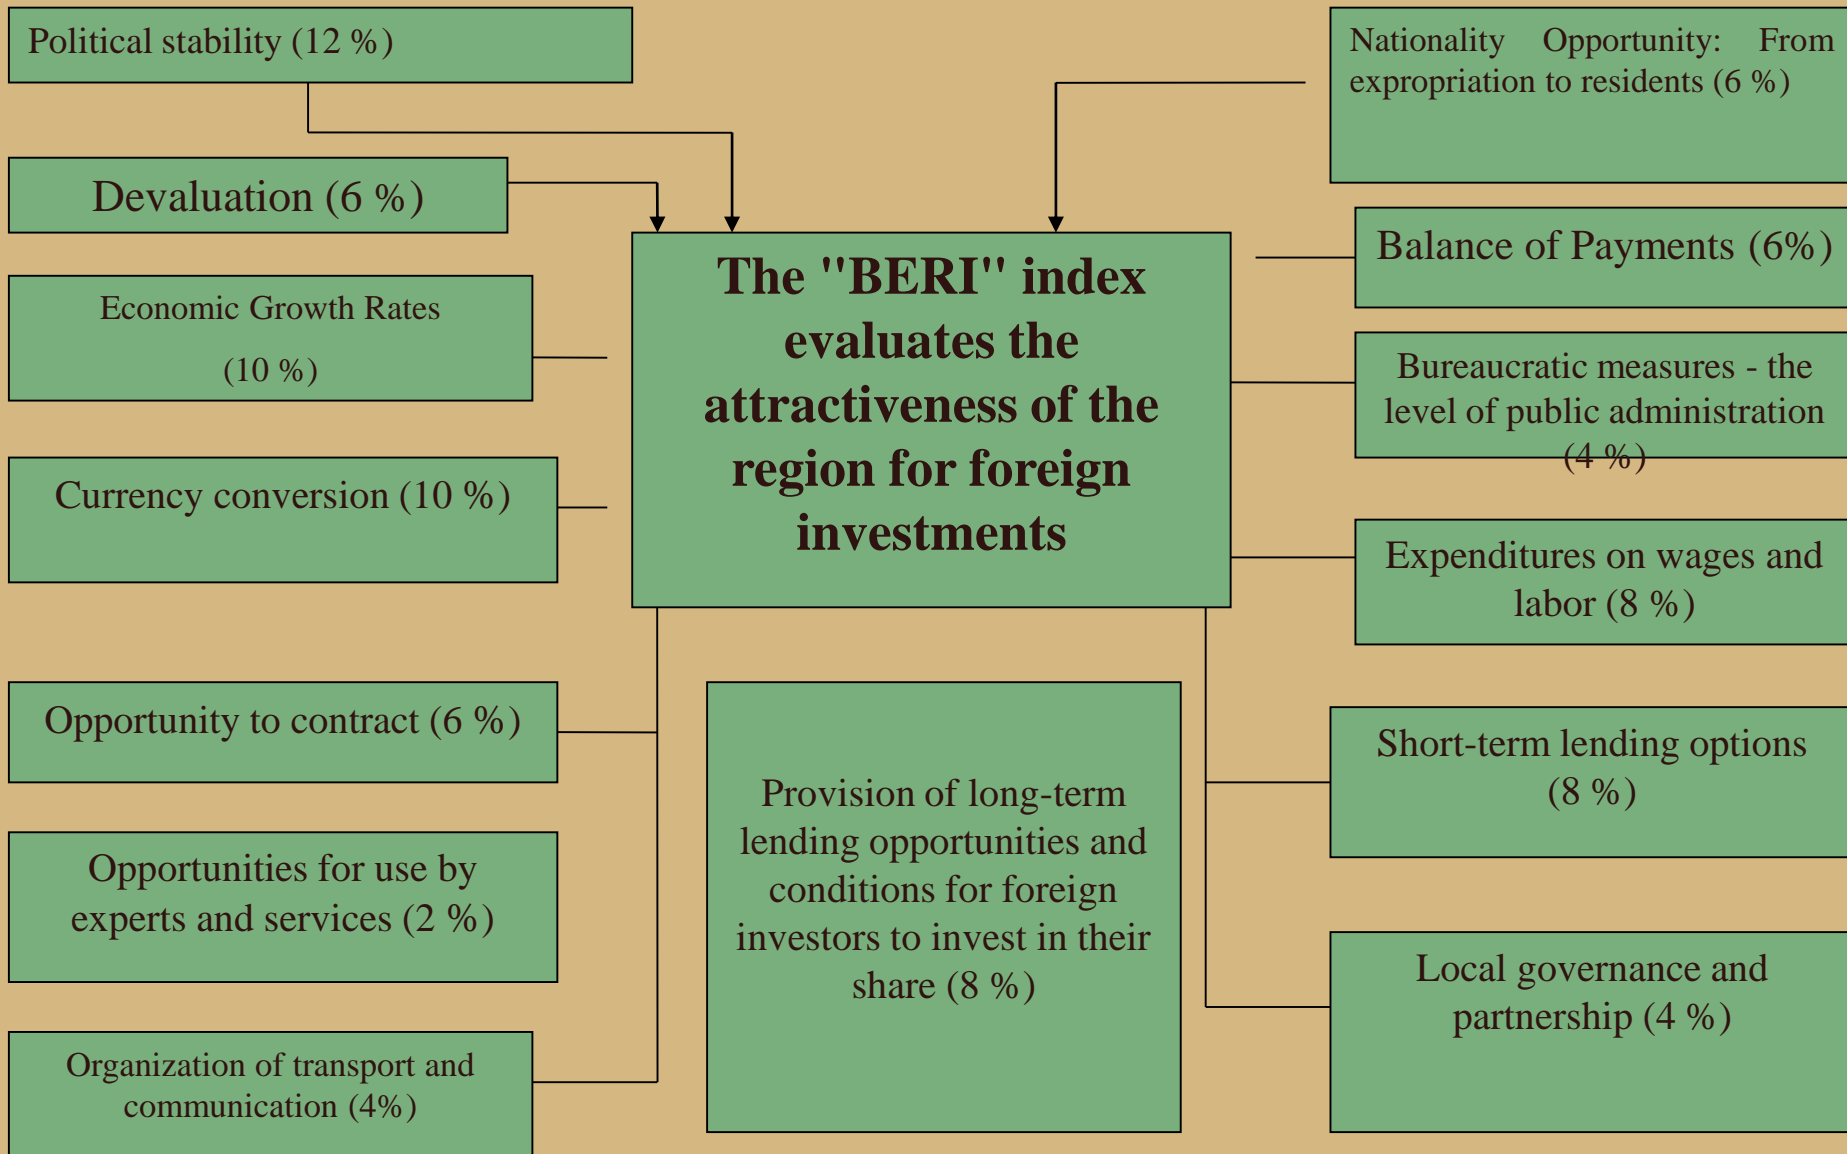 Political stability (12 %)
Devaluation (6 %)
Economic Growth Rates
(10 %)
Currency conversion (10 %)
Opportunity to contract (6 %)
Opportunities for use by
experts and services (2 %)
Organization of transport and
communication (4%)
The "BERI" index
evaluates the
attractiveness of the
region for foreign
investments
Provision of long-term
lending opportunities and
conditions for foreign
investors to invest in their
share (8 %)
Nationality Opportunity: From
expropriation to residents (6 %)
Balance of Payments (6%)
Bureaucratic measures - the
level of public administration
(4 %)
Expenditures on wages and
labor (8 %)
Short-term lending options
(8 %)
Local governance and
partnership (4 %)